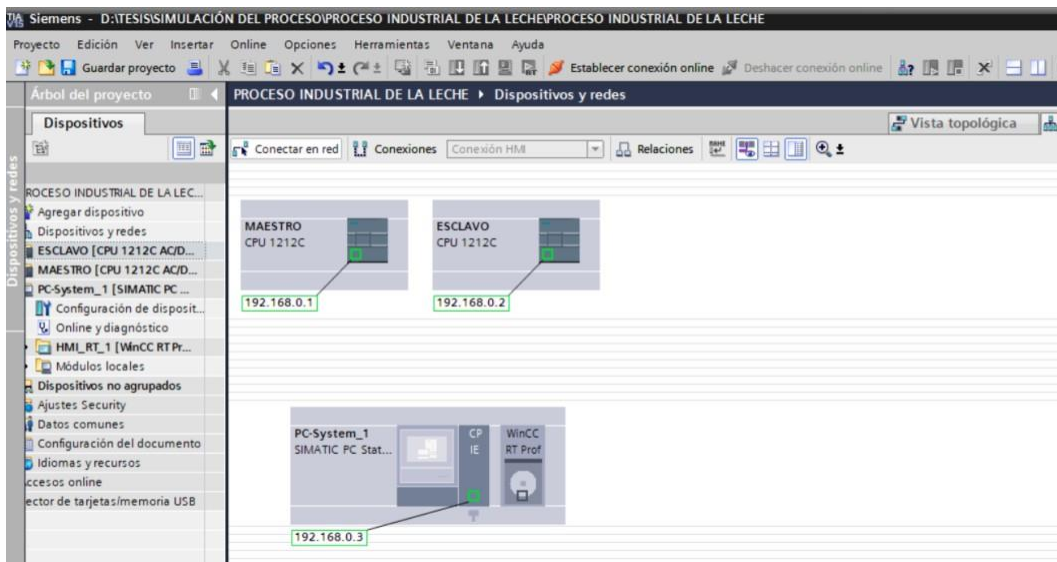 Siemens - D:\TESIS\SIMULACIÓN DEL PROCESO\PROCESO INDUSTRIAL DE LA LECHE\PROCESO INDUSTRIAL DE LA LECHE
Proyecto Edición Ver Insertar Online Opciones Herramientas Ventana Ayuda
Guardar proyecto Establecer conexión online Deshacer conexión online
Árbol del proyecto
PROCESO INDUSTRIAL DE LA LECHE Dispositivos y redes
Dispositivos
Vista topológica
Conectar en red Conexiones Conexión HMI Relaciones
Dispositivos y redes
ROCESO INDUSTRIAL DE LA LEC...
Agregar dispositivo
Dispositivos y redes
ESCLAVO [CPU 1212C AC/D...
MAESTRO [CPU 1212C AC/D...
PC-System_1 [SIMATIC PC ...
Configuración de disposit...
Online y diagnóstico
HMI_RT_1 [WinCC RT Pr...
Módulos locales
Dispositivos no agrupados
Ajustes Security
Datos comunes
Configuración del documento
Idiomas y recursos
ccesos online
ector de tarjetas/memoria USB
MAESTRO
CPU 1212C
192.168.0.1
ESCLAVO
CPU 1212C
192.168.0.2
PC-System_1
SIMATIC PC Stat...
CP
IE
WinCC
RT Prof
192.168.0.3